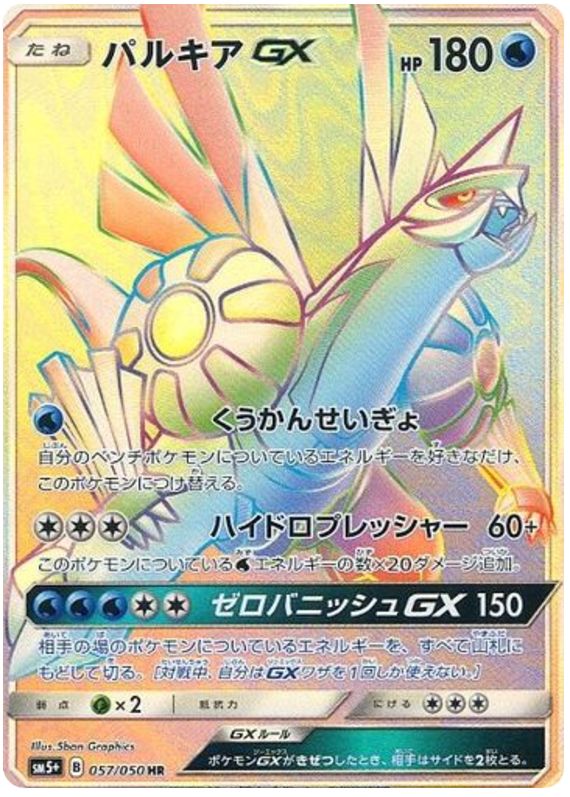 たね パルキアGX HP 180
くうかんせいぎょ
自分のベンチポケモンについているエネルギーを好きなだけ、
このポケモンにつけ替える。
ハイドロプレッシャー 60+
このポケモンについているエネルギーの数×20ダメージ追加。
ゼロバニッシュGX 150
相手の場のポケモンについているエネルギーを、すべて山札に
もどして切る。[対戦中、自分はGXワザを1回しか使えない。]
弱点 ×2 抵抗力 にげる
GXルール
Illus. 5ban Graphics
ポケモンGXがきぜつしたとき、相手はサイドを2枚とる。
SM5+ B 057/050 HR